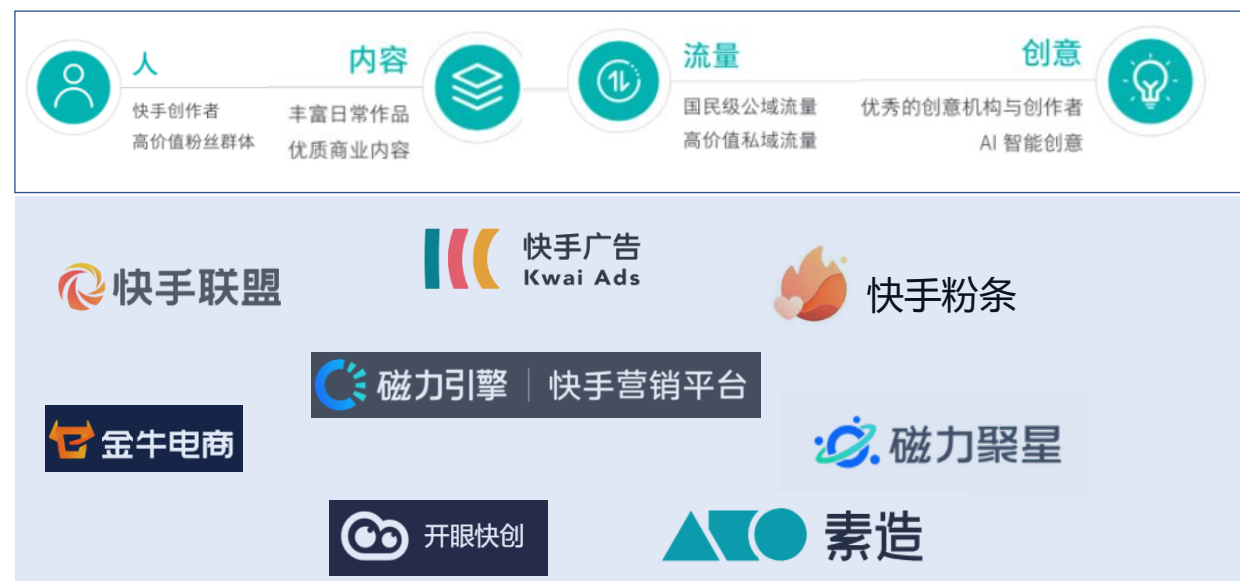 人
快手创作者
高价值粉丝群体
内容
丰富日常作品
优质商业内容
流量
国民级公域流量
高价值私域流量
创意
优秀的创意机构与创作者
AI 智能创意
快手联盟
快手广告
Kwai Ads
快手粉条
磁力引擎 | 快手营销平台
金牛电商
磁力聚星
开眼快创
素造